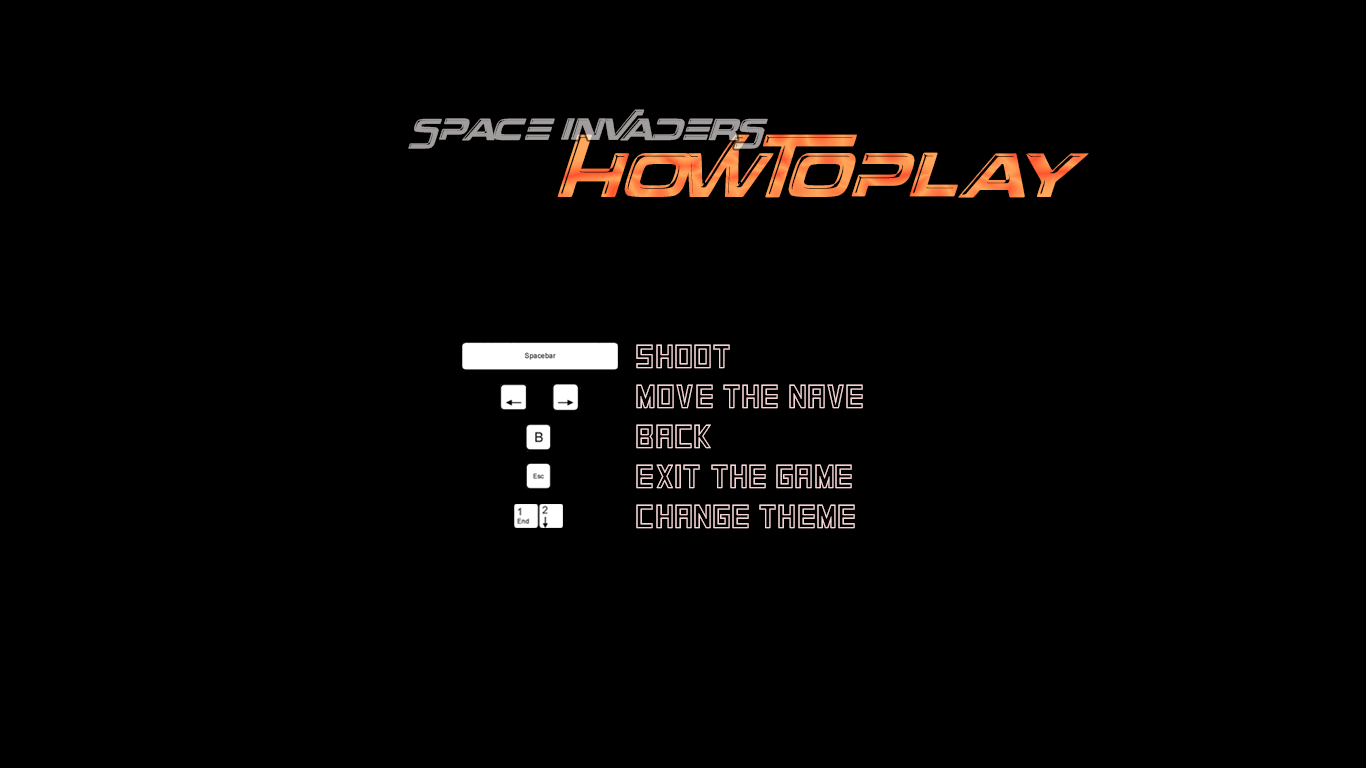 SPACE INVADERS
HOWTOPLAY
Spacebar SHOOT
← → MOVE THE NAVE
B BACK
Esc EXIT THE GAME
1 End 2 ↓ CHANGE THEME